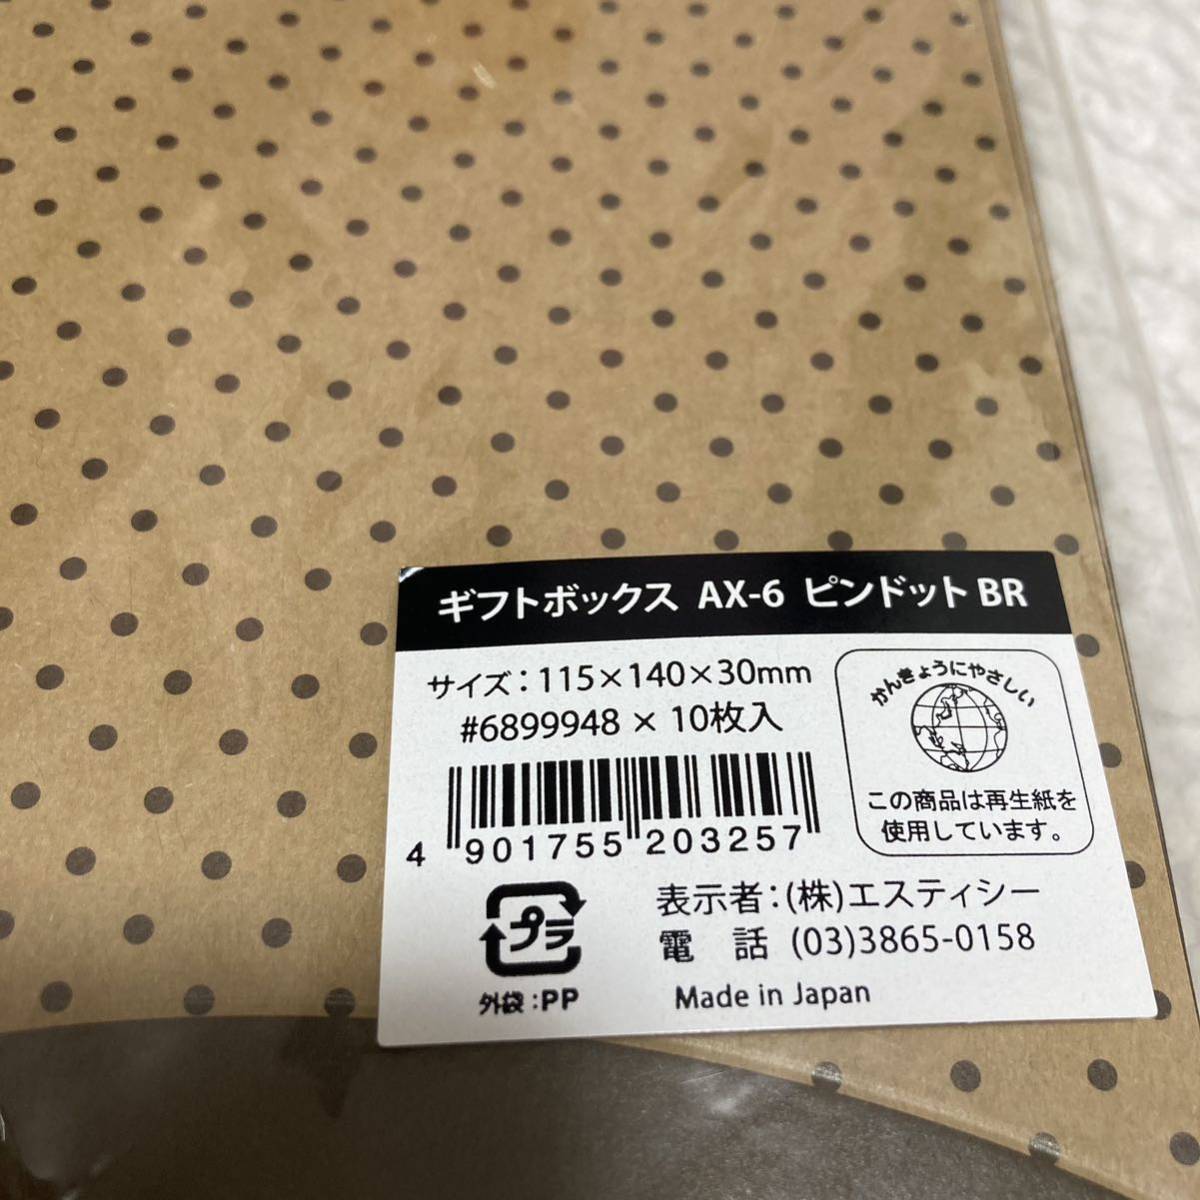 ギフトボックス AX-6 ピンドット BR
サイズ：115×140×30mm
#6899948 × 10枚入
4 901755 203257
かんきょうにやさしい
この商品は再生紙を
使用しています。
プラ
外袋：PP
表示者：(株)エスティシー
電　話 (03)3865-0158
Made in Japan